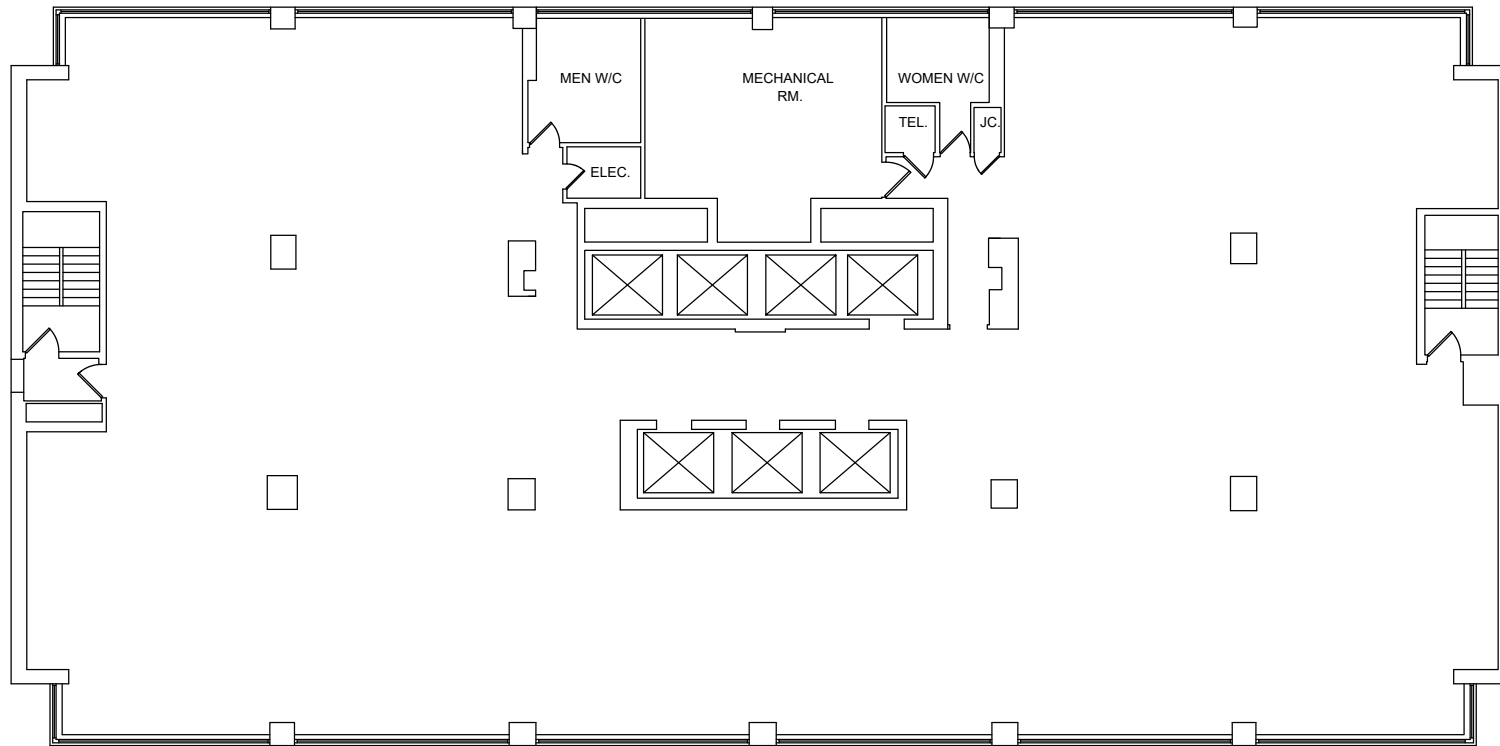 MEN W/C
MECHANICAL
RM.
WOMEN W/C
TEL.
JC.
ELEC.